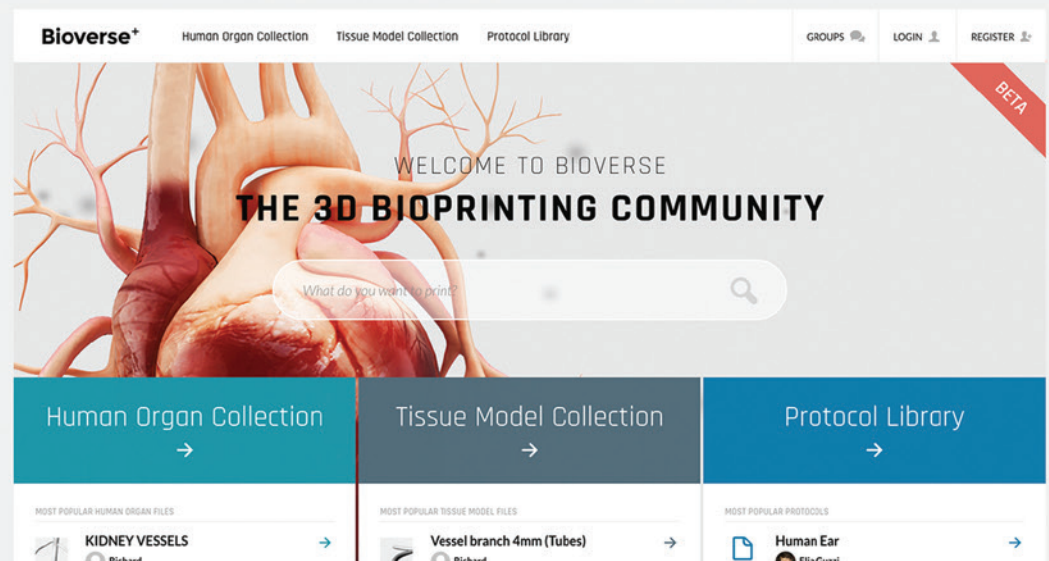 Bioverse+
Human Organ Collection
Tissue Model Collection
Protocol Library
GROUPS
LOGIN
REGISTER
BETA
WELCOME TO BIOVERSE
THE 3D BIOPRINTING COMMUNITY
What do you want to print?
Human Organ Collection
→
Tissue Model Collection
→
Protocol Library
→
MOST POPULAR HUMAN ORGAN FILES
KIDNEY VESSELS →
Richard
MOST POPULAR TISSUE MODEL FILES
Vessel branch 4mm (Tubes) →
Richard
MOST POPULAR PROTOCOLS
Human Ear →